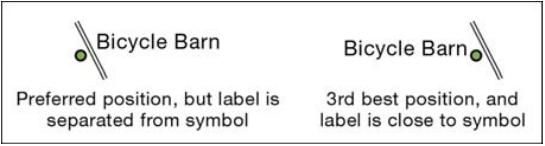 Bicycle Barn
Preferred position, but label is
separated from symbol
Bicycle Barn
3rd best position, and
label is close to symbol